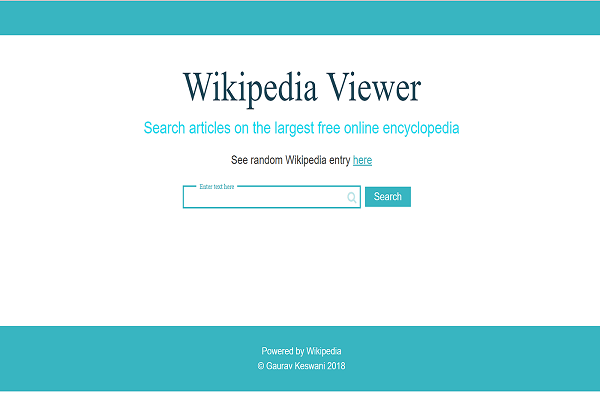 Wikipedia Viewer
Search articles on the largest free online encyclopedia
See random Wikipedia entry here
Enter text here
Search
Powered by Wikipedia
© Gaurav Keswani 2018